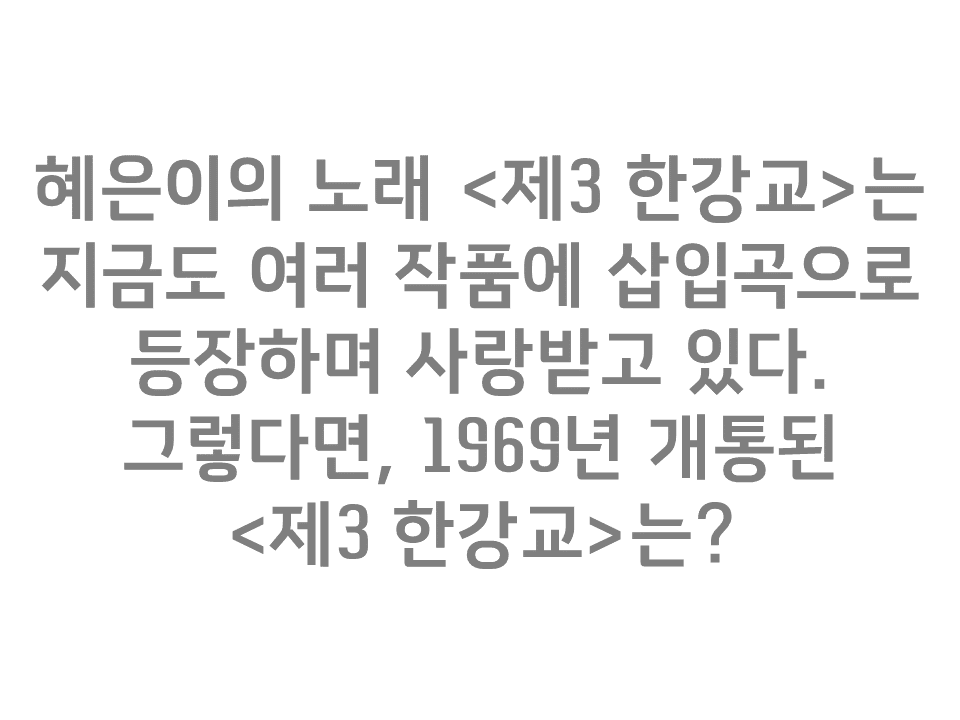 혜은이의 노래 <제3 한강교>는
지금도 여러 작품에 삽입곡으로
등장하며 사랑받고 있다.
그렇다면, 1969년 개통된
<제3 한강교>는?